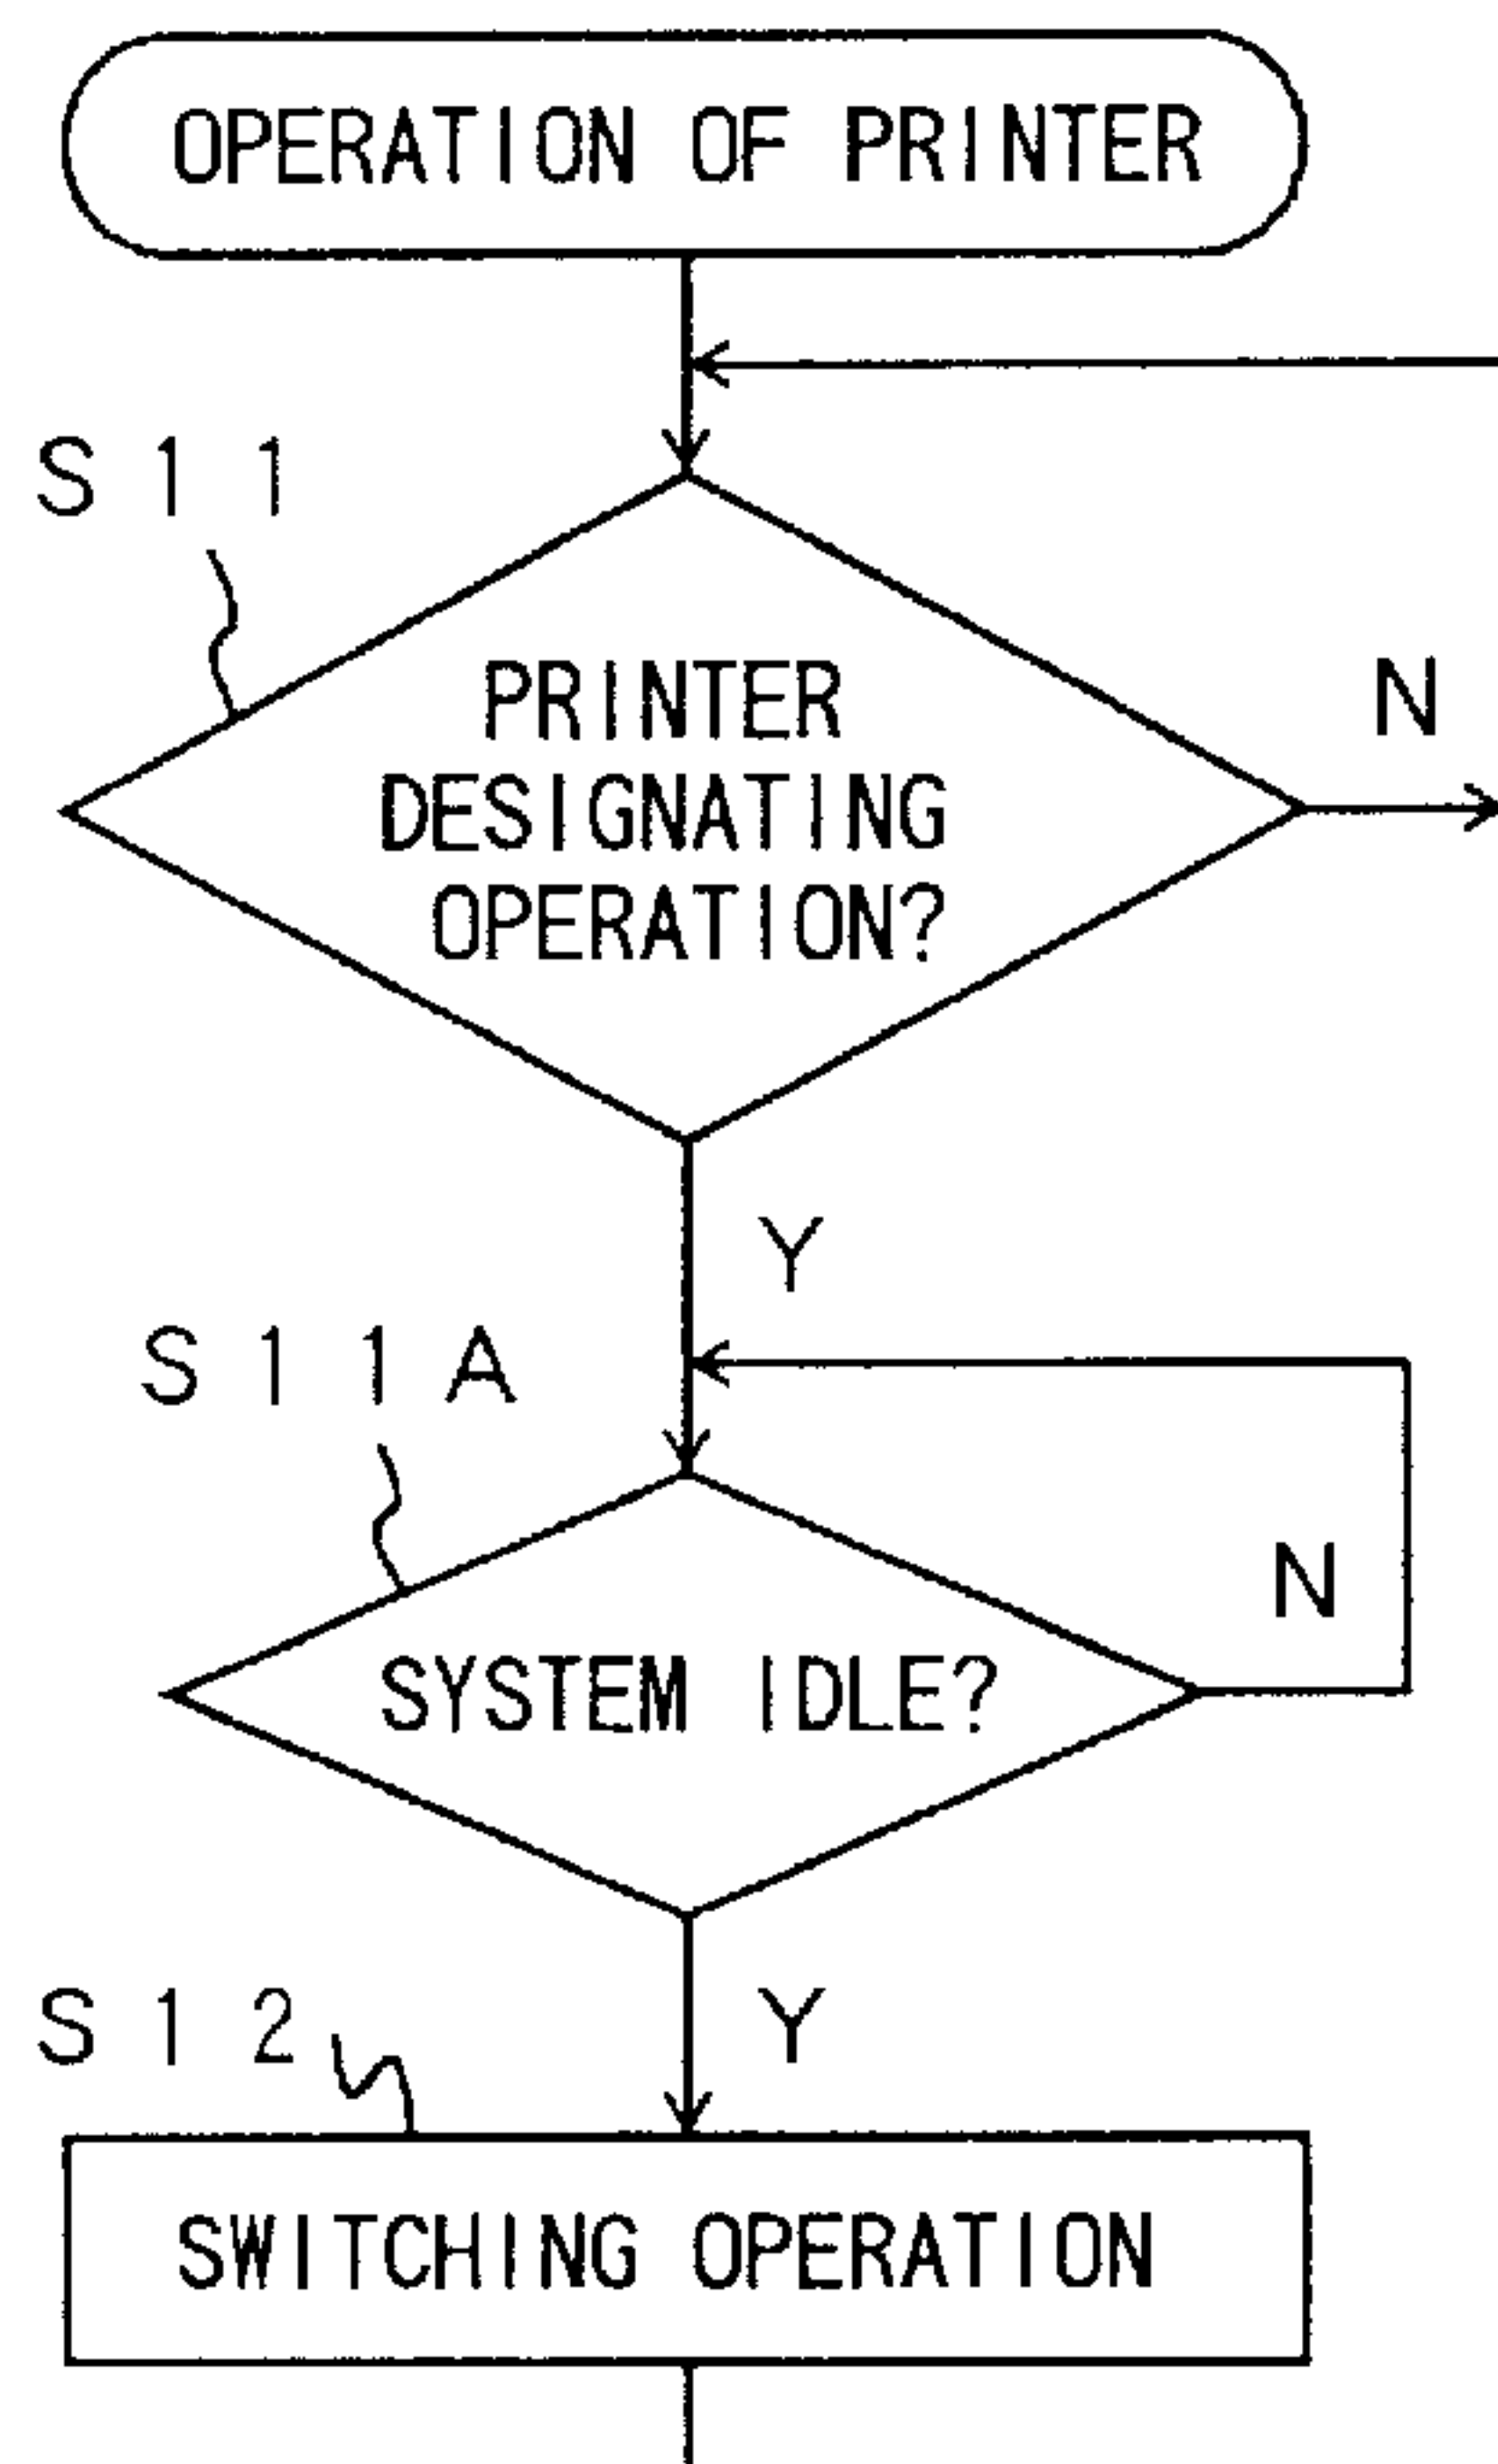 OPERATION OF PRINTER
S11
PRINTER
DESIGNATING
OPERATION?
N
Y
S11A
SYSTEM IDLE?
N
S12
Y
SWITCHING OPERATION